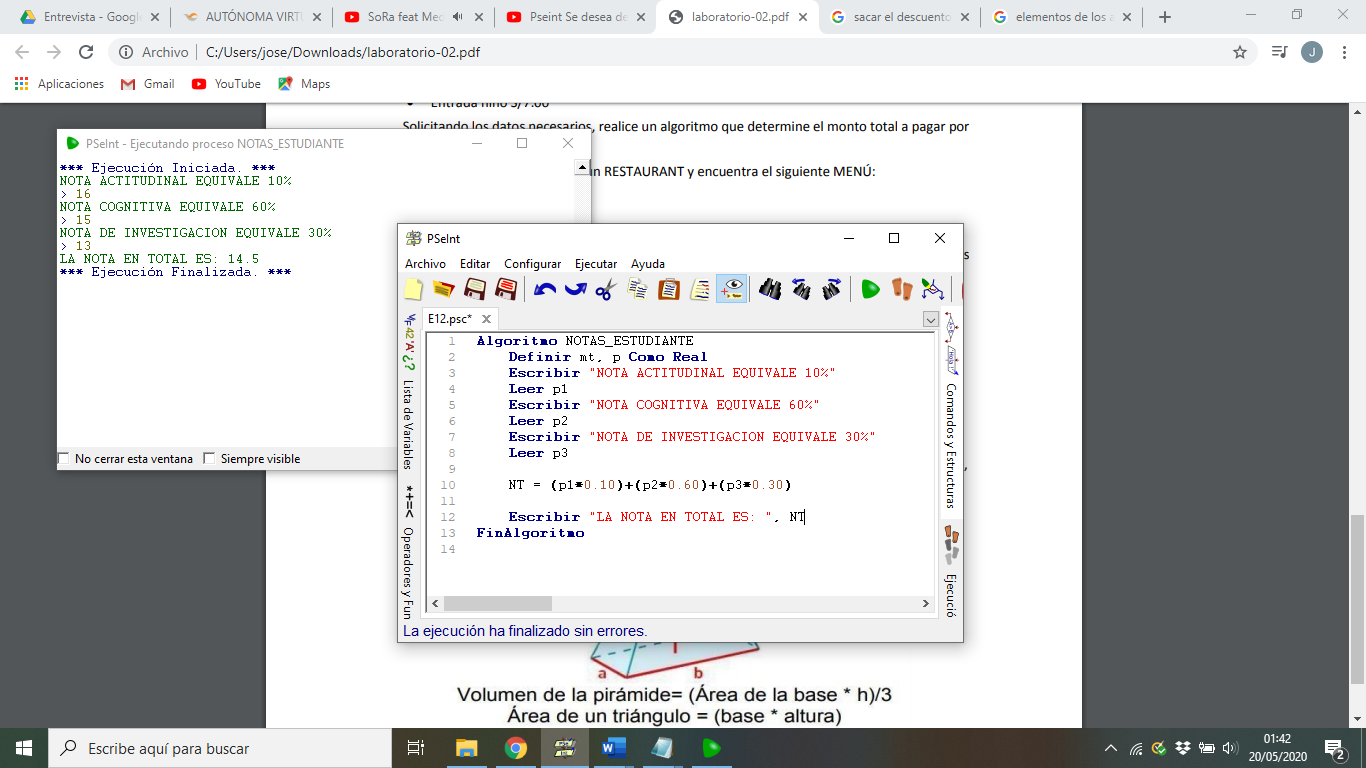 Entrevista - Googl
AUTÓNOMA VIRTU
SoRa feat Med
Pseint Se desea de
laboratorio-02.pdf
sacar el descuento
elementos de los a
Archivo
C:/Users/jose/Downloads/laboratorio-02.pdf
J
Aplicaciones
Gmail
YouTube
Maps
Entrada niño S/7.00
Solicitando los datos necesarios, realice un algoritmo que determine el monto total a pagar por
un RESTAURANT y encuentra el siguiente MENÚ:
PSeInt - Ejecutando proceso NOTAS_ESTUDIANTE
*** Ejecución Iniciada. ***
NOTA ACTITUDINAL EQUIVALE 10%
> 16
NOTA COGNITIVA EQUIVALE 60%
> 15
NOTA DE INVESTIGACION EQUIVALE 30%
> 13
LA NOTA EN TOTAL ES: 14.5
*** Ejecución Finalizada. ***
No cerrar esta ventana
Siempre visible
PSeInt
Archivo Editar Configurar Ejecutar Ayuda
E12.psc*
1 Algoritmo NOTAS_ESTUDIANTE
2 Definir mt, p Como Real
3 Escribir "NOTA ACTITUDINAL EQUIVALE 10%"
4 Leer p1
5 Escribir "NOTA COGNITIVA EQUIVALE 60%"
6 Leer p2
7 Escribir "NOTA DE INVESTIGACION EQUIVALE 30%"
8 Leer p3
9
10 NT = (p1*0.10)+(p2*0.60)+(p3*0.30)
11
12 Escribir "LA NOTA EN TOTAL ES: ", NT
13 FinAlgoritmo
14
Lista de Variables
*+=< Operadores y Fun
Comandos y Estructuras
Ejecució
La ejecución ha finalizado sin errores.
a b
Volumen de la pirámide= (Área de la base * h)/3
Área de un triángulo = (base * altura)
Escribe aquí para buscar
01:42
20/05/2020
2